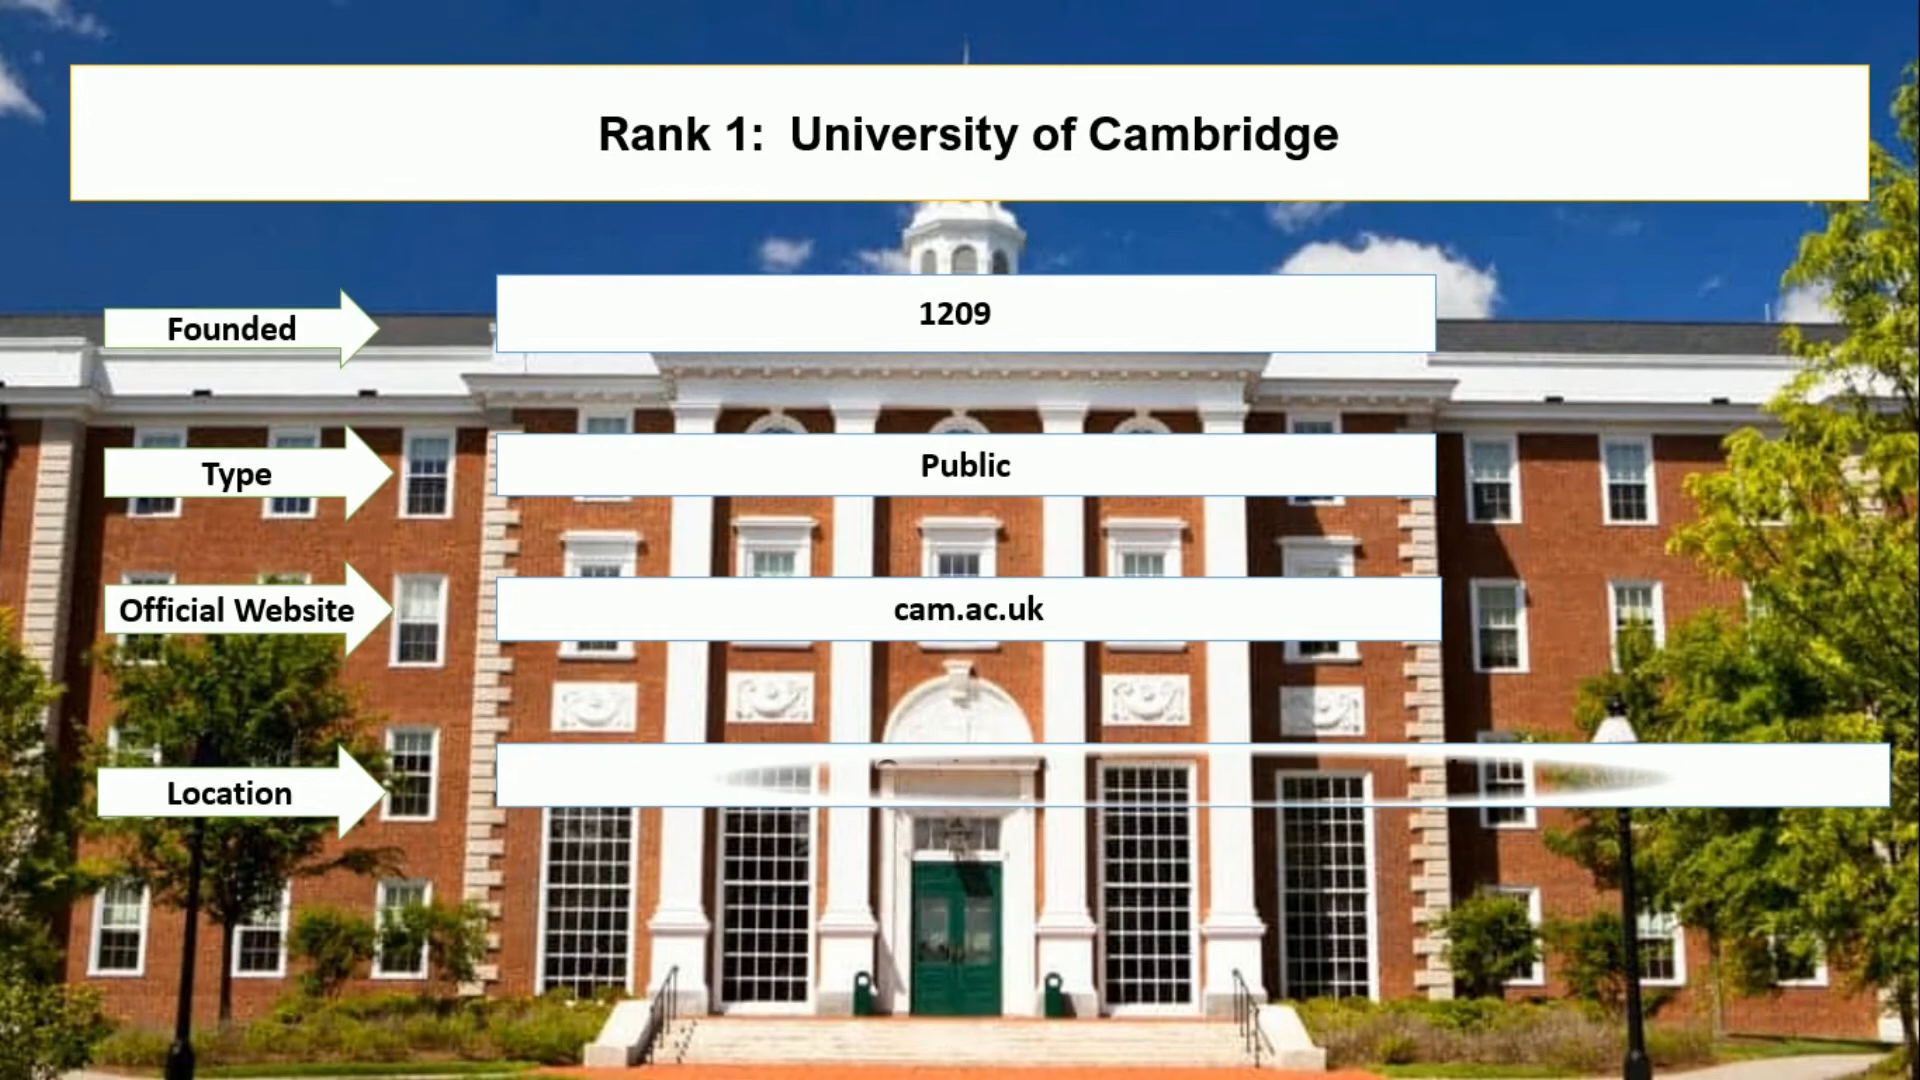 Rank 1: University of Cambridge
Founded
1209
Type
Public
Official Website
cam.ac.uk
Location